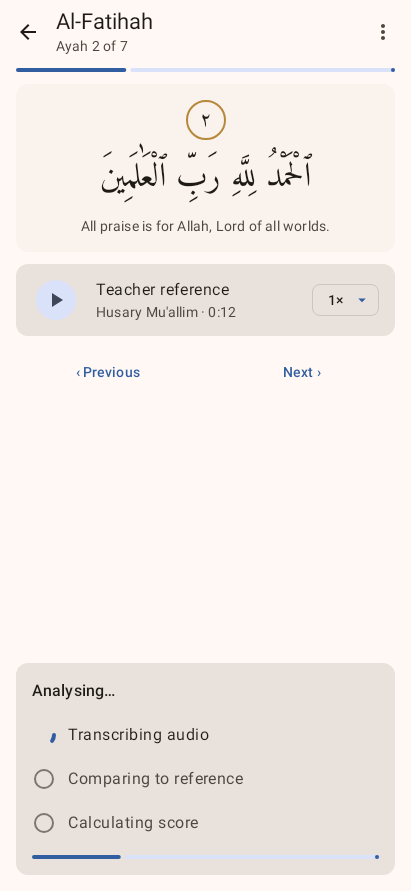 Al-Fatihah
Ayah 2 of 7
٢
ٱلْحَمْدُ لِلَّهِ رَبِّ ٱلْعَٰلَمِينَ
All praise is for Allah, Lord of all worlds.
Teacher reference
Husary Mu'allim · 0:12
1×
‹ Previous
Next ›
Analysing…
Transcribing audio
Comparing to reference
Calculating score